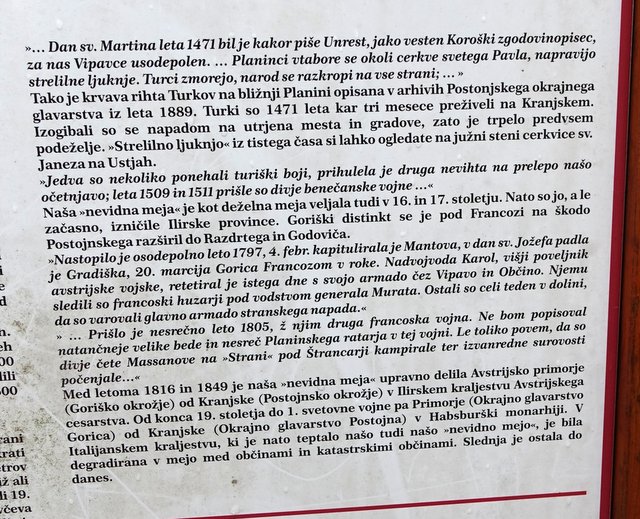 »… Dan sv. Martina leta 1471 bil je kakor piše Unrest, jako vesten Koroški zgodovinopisec,
za nas Vipavce usodepolen. … Planinci vtabore se okoli cerkve svetega Pavla, napravijo
strelilne ljuknje. Turci zmorejo, narod se razkropi na vse strani; … »
Tako je krvava rihta Turkov na bližnji Planini opisana v arhivih Postonjskega okrajnega
glavarstva iz leta 1889. Turki so 1471 leta kar tri mesece preživeli na Kranjskem.
Izogibali so se napadom na utrjena mesta in gradove, zato je trpelo predvsem
podeželje. »Strelilno ljuknjo« iz tistega časa si lahko ogledate na južni steni cerkvice sv.
Janeza na Ustjah.
»Jedva so nekoliko ponehali turiški boji, prihulela je druga nevihta na prelepo našo
očetnjavo; leta 1509 in 1511 prišle so divje benečanske vojne …«
Naša »nevidna meja« je kot deželna meja veljala tudi v 16. in 17. stoletju. Nato so jo, a le
začasno, izničile Ilirske province. Goriški distinkt se je pod Francozi na škodo
Postojnskega razširil do Razdrtega in Godoviča.
»Nastopilo je osodepolno leto 1797, 4. febr. kapitulirala je Mantova, v dan sv. Jožefa padla
je Gradiška, 20. marcija Gorica Francozom v roke. Nadvojvoda Karol, višji poveljnik
avstrijske vojske, retetiral je istega dne s svojo armado čez Vipavo in Občino. Njemu
sledili so francoski huzarji pod vodstvom generala Murata. Ostali so celi teden v dolini,
da so varovali glavno armado stranskega napada.«
» … Prišlo je nesrečno leto 1805, ž njim druga francoska vojna. Ne bom popisoval
natančneje velike bede in nesreč Planinskega ratarja v tej vojni. Le toliko povem, da so
divje čete Massanove na »Strani« pod Štrancarji kampirale ter izvanredne surovosti
počenjale…«
Med letoma 1816 in 1849 je naša »nevidna meja« upravno delila Avstrijsko primorje
(Goriško okrožje) od Kranjske (Postojnsko okrožje) v Ilirskem kraljestvu Avstrijskega
cesarstva. Od konca 19. stoletja do 1. svetovne vojne pa Primorje (Okrajno glavarstvo
Gorica) od Kranjske (Okrajno glavarstvo Postojna) v Habsburški monarhiji. V
Italijanskem kraljestvu, ki je nato teptalo našo tudi našo »nevidno mejo«, je bila
degradirana v mejo med občinami in katastrskimi občinami. Slednja je ostala do
danes.